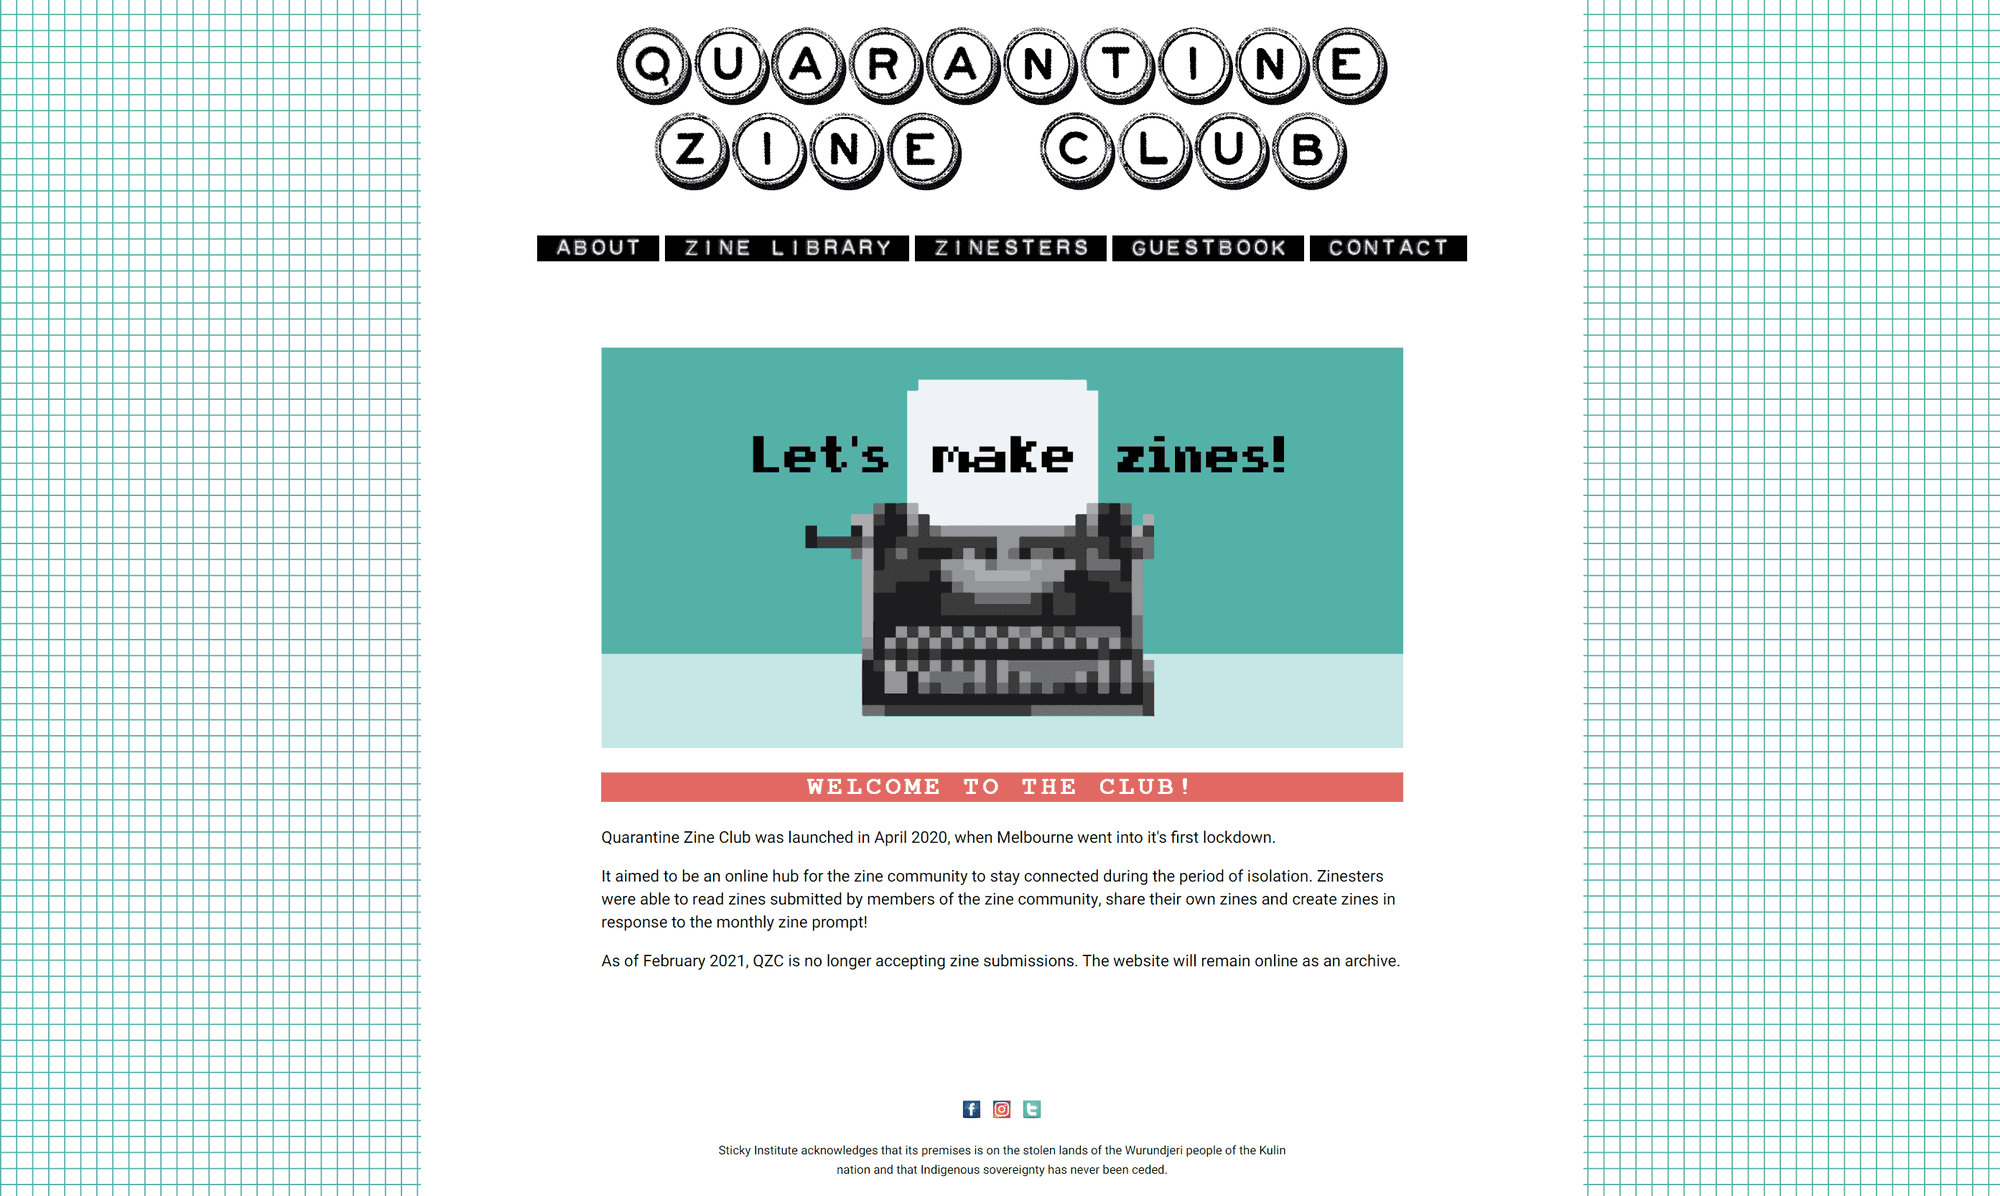 QUARANTINE
ZINE CLUB
ABOUT ZINE LIBRARY ZINESTERS GUESTBOOK CONTACT
Let's make zines!
WELCOME TO THE CLUB!
Quarantine Zine Club was launched in April 2020, when Melbourne went into it's first lockdown.
It aimed to be an online hub for the zine community to stay connected during the period of isolation. Zinesters
were able to read zines submitted by members of the zine community, share their own zines and create zines in
response to the monthly zine prompt!
As of February 2021, QZC is no longer accepting zine submissions. The website will remain online as an archive.
Sticky Institute acknowledges that its premises is on the stolen lands of the Wurundjeri people of the Kulin
nation and that Indigenous sovereignty has never been ceded.